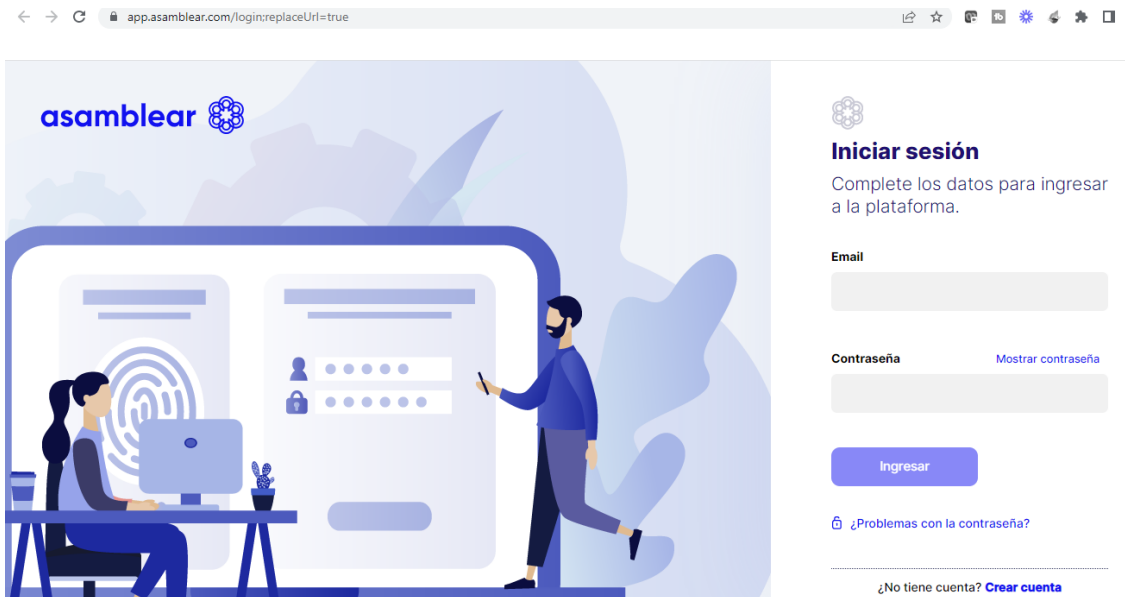 app.asamblear.com/login;replaceUrl=true
asamblear
Iniciar sesión
Complete los datos para ingresar
a la plataforma.
Email
Contraseña Mostrar contraseña
Ingresar
¿Problemas con la contraseña?
¿No tiene cuenta? Crear cuenta